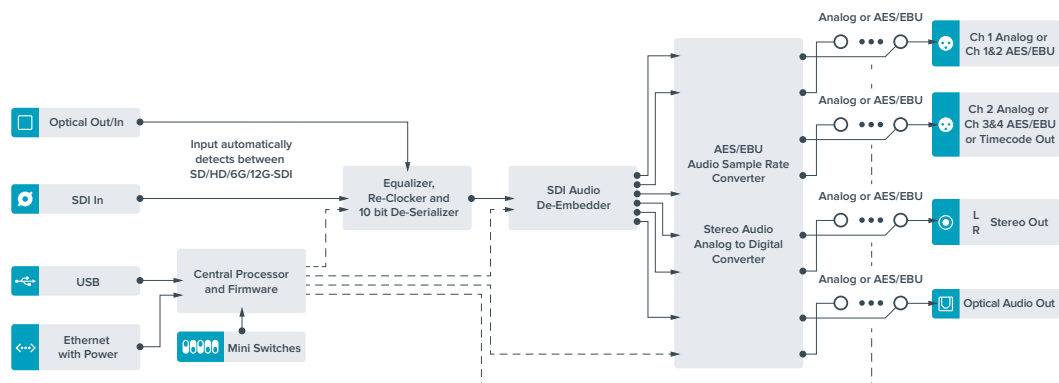 Analog or AES/EBU
Ch 1 Analog or
Ch 1&2 AES/EBU
Optical Out/In
Input automatically
detects between
SD/HD/6G/12G-SDI
Analog or AES/EBU
Ch 2 Analog or
Ch 3&4 AES/EBU
or Timecode Out
AES/EBU
Audio Sample Rate
Converter
SDI In
Equalizer,
Re-Clocker and
10 bit De-Serializer
SDI Audio
De-Embedder
Stereo Audio
Analog to Digital
Converter
Analog or AES/EBU
L
R
Stereo Out
USB
Central Processor
and Firmware
Analog or AES/EBU
Optical Audio Out
Ethernet
with Power
Mini Switches